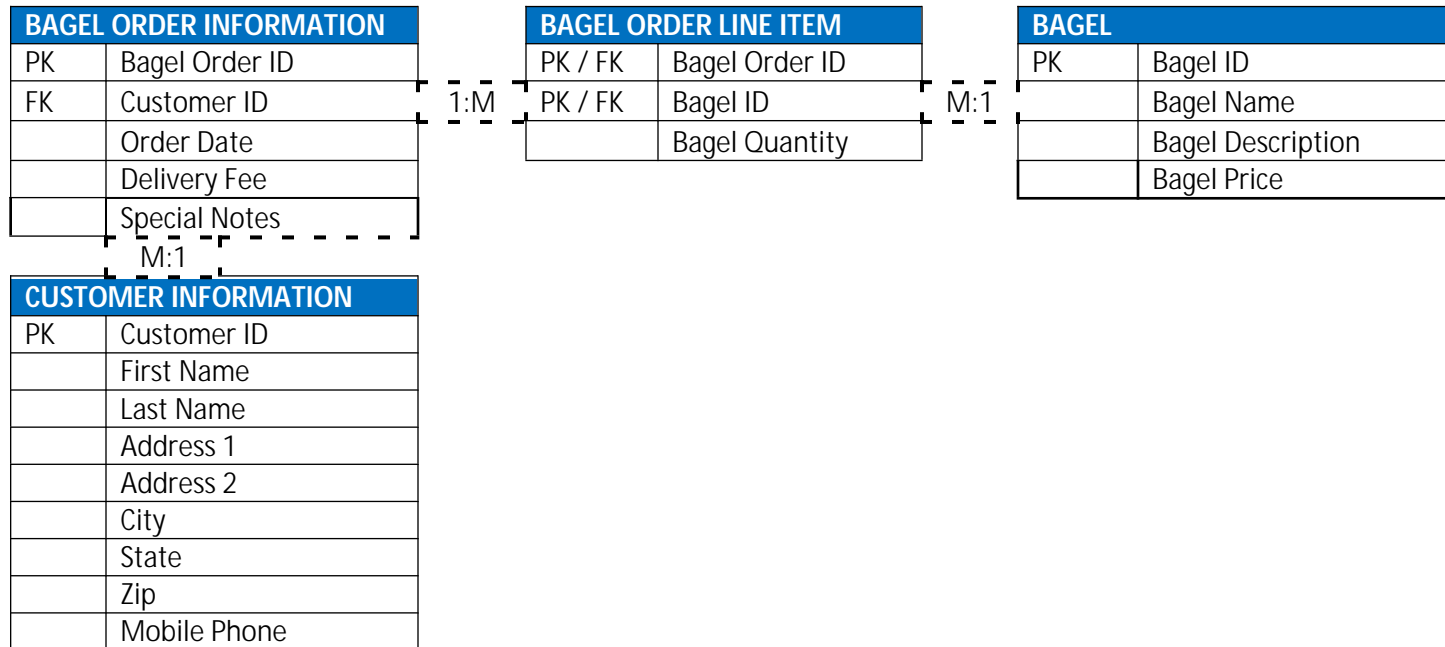 BAGEL ORDER INFORMATION
PK Bagel Order ID
FK Customer ID
Order Date
Delivery Fee
Special Notes
1:M
BAGEL ORDER LINE ITEM
PK / FK Bagel Order ID
PK / FK Bagel ID
Bagel Quantity
M:1
BAGEL
PK Bagel ID
Bagel Name
Bagel Description
Bagel Price
M:1
CUSTOMER INFORMATION
PK Customer ID
First Name
Last Name
Address 1
Address 2
City
State
Zip
Mobile Phone